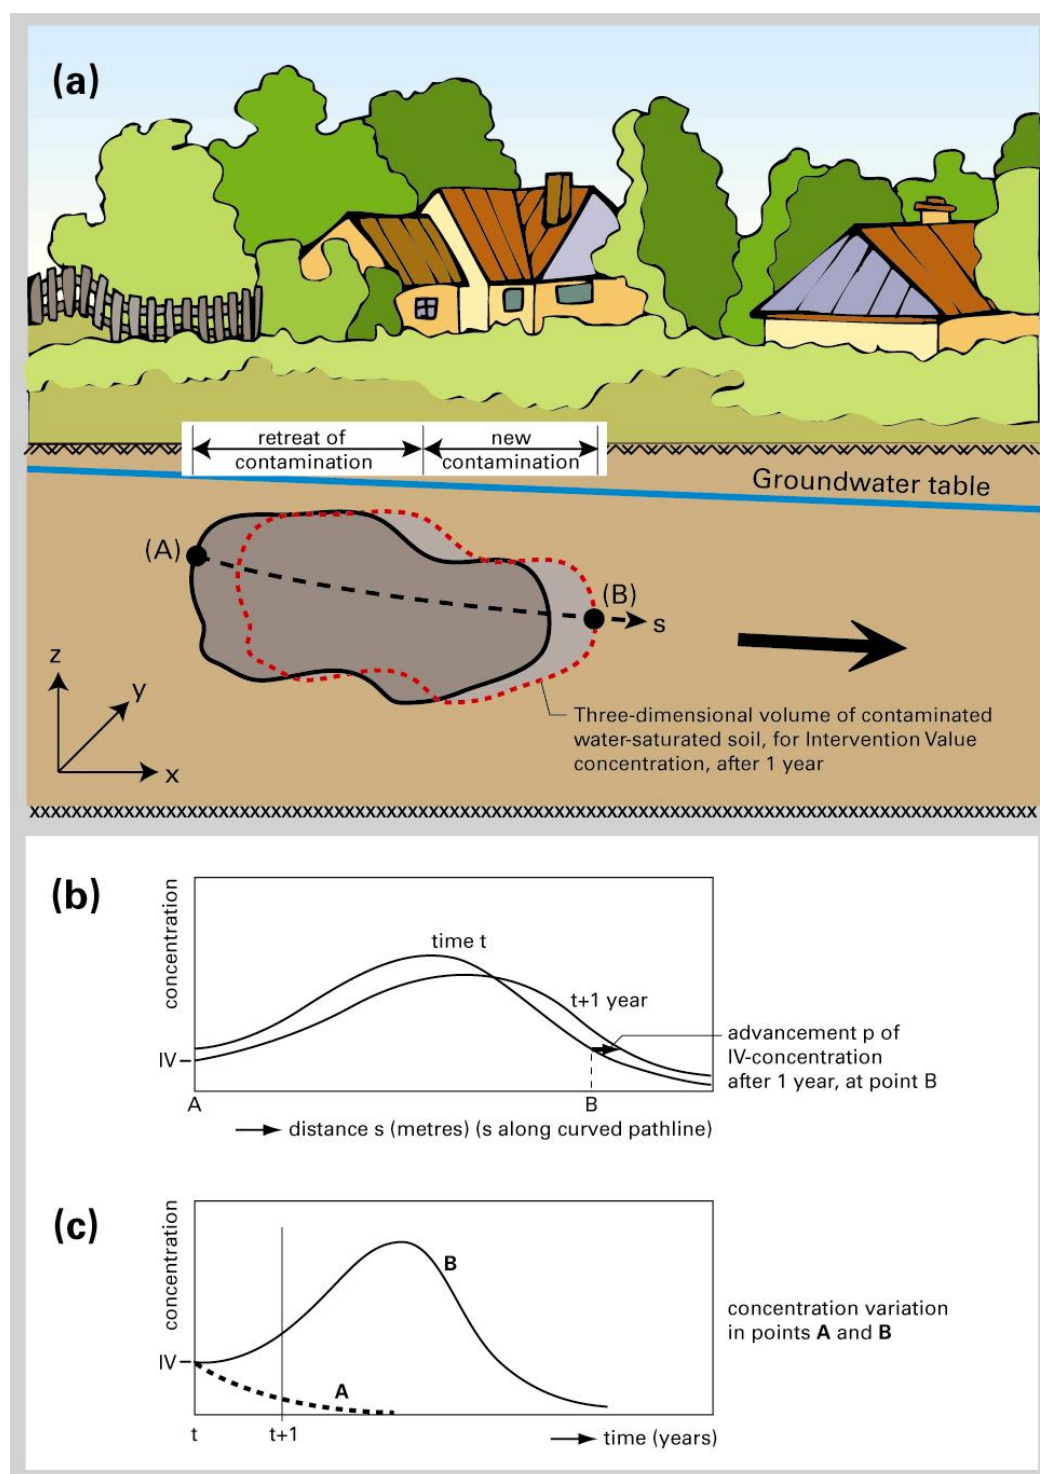 (a)
retreat of
contamination
new
contamination
Groundwater table
(A)
(B)
s
z
y
x
Three-dimensional volume of contaminated
water-saturated soil, for Intervention Value
concentration, after 1 year
(b)
concentration
time t
t+1 year
IV
advancement p of
IV-concentration
after 1 year, at point B
A
B
distance s (metres) (s along curved pathline)
(c)
concentration
B
IV
A
concentration variation
in points A and B
t
t+1
time (years)